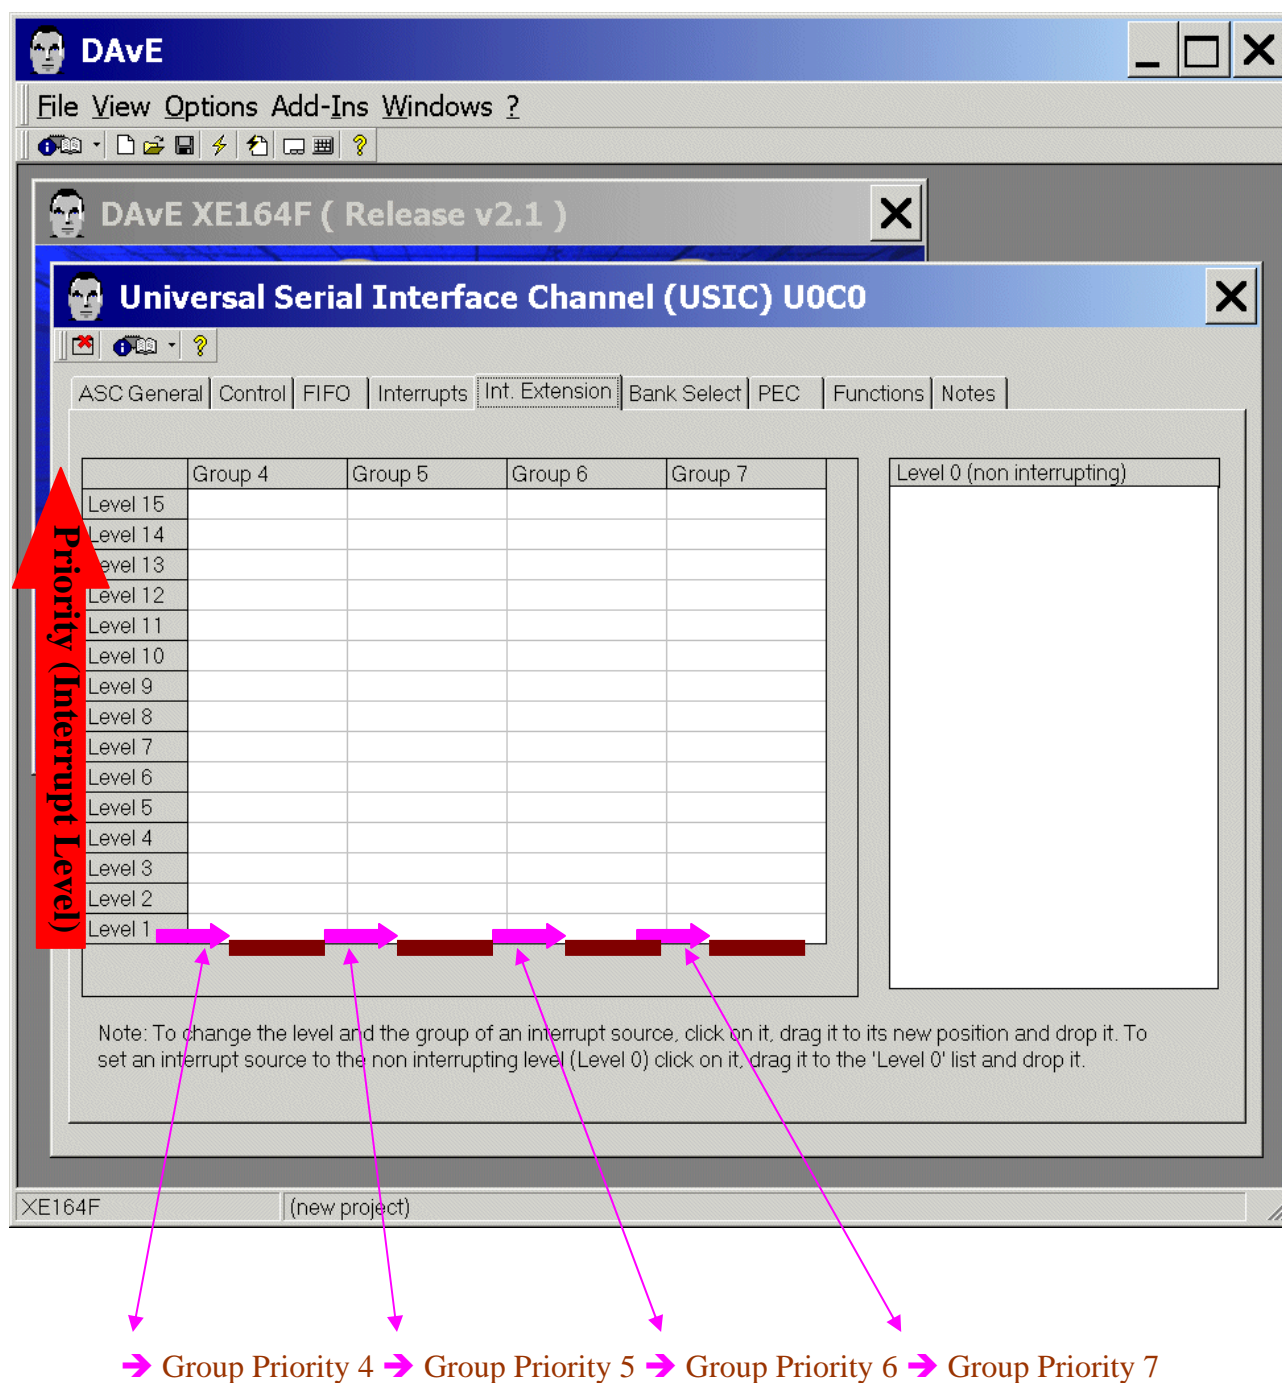 DAvE
File View Options Add-Ins Windows ?
DAvE XE164F ( Release v2.1 )
Universal Serial Interface Channel (USIC) U0C0
ASC General Control FIFO Interrupts Int. Extension Bank Select PEC Functions Notes
Group 4 Group 5 Group 6 Group 7 Level 0 (non interrupting)
Level 15
Level 14
Level 13
Level 12
Level 11
Level 10
Level 9
Level 8
Level 7
Level 6
Level 5
Level 4
Level 3
Level 2
Level 1
Priority (Interrupt Level)
Note: To change the level and the group of an interrupt source, click on it, drag it to its new position and drop it. To
set an interrupt source to the non interrupting level (Level 0) click on it, drag it to the 'Level 0' list and drop it.
XE164F (new project)
➔ Group Priority 4 ➔ Group Priority 5 ➔ Group Priority 6 ➔ Group Priority 7